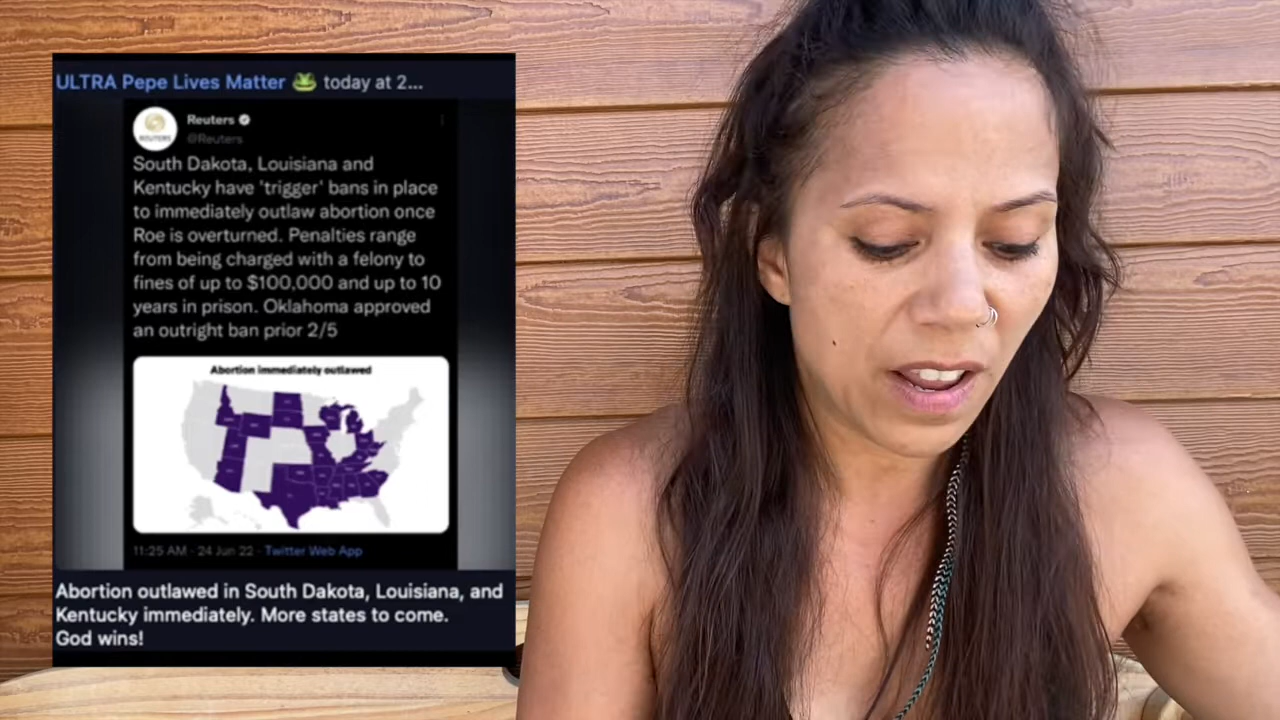 ULTRA Pepe Lives Matter 🐸 today at 2...
Reuters
@Reuters
South Dakota, Louisiana and
Kentucky have 'trigger' bans in place
to immediately outlaw abortion once
Roe is overturned. Penalties range
from being charged with a felony to
fines of up to $100,000 and up to 10
years in prison. Oklahoma approved
an outright ban prior 2/5
Abortion immediately outlawed
11:25 AM · 24 Jun 22 · Twitter Web App
Abortion outlawed in South Dakota, Louisiana, and
Kentucky immediately. More states to come.
God wins!